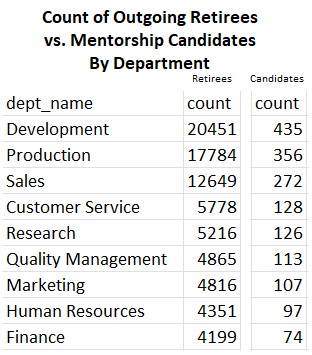 Count of Outgoing Retirees
vs. Mentorship Candidates
By Department
Retirees Candidates
dept_name count count
Development 20451 435
Production 17784 356
Sales 12649 272
Customer Service 5778 128
Research 5216 126
Quality Management 4865 113
Marketing 4816 107
Human Resources 4351 97
Finance 4199 74